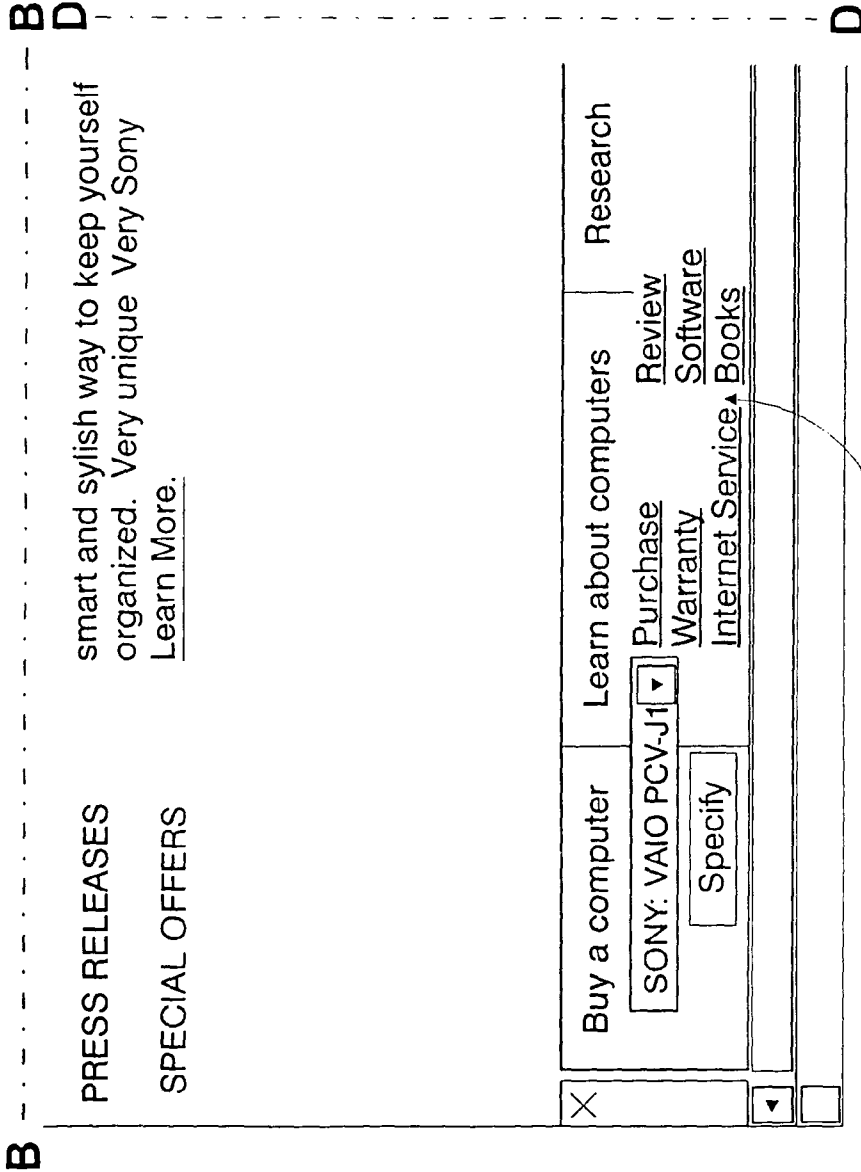 B B
D D
PRESS RELEASES
SPECIAL OFFERS
smart and sylish way to keep yourself
organized. Very unique Very Sony
Learn More.
X
Buy a computer
SONY: VAIO PCV-J1
Specify
Learn about computers
Purchase
Warranty
Internet Service
Review
Software
Books
Research